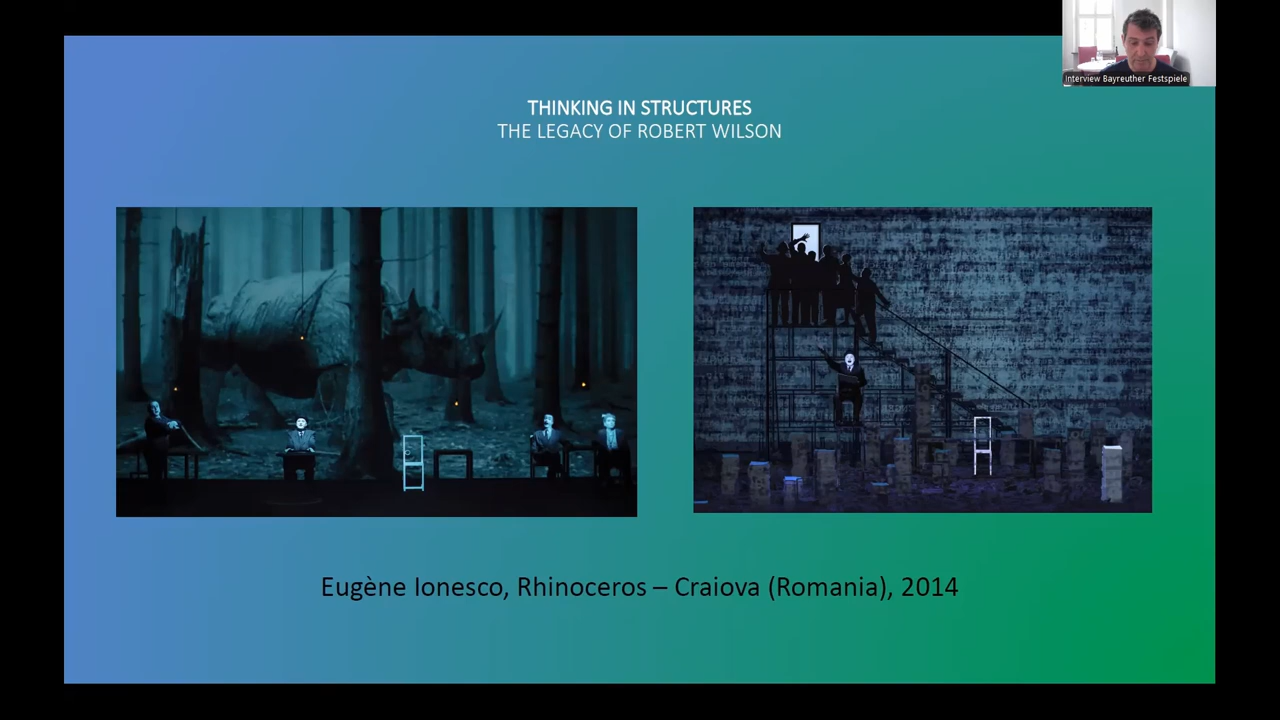 Interview Bayreuther Festspiele
THINKING IN STRUCTURES
THE LEGACY OF ROBERT WILSON
Eugène Ionesco, Rhinoceros – Craiova (Romania), 2014